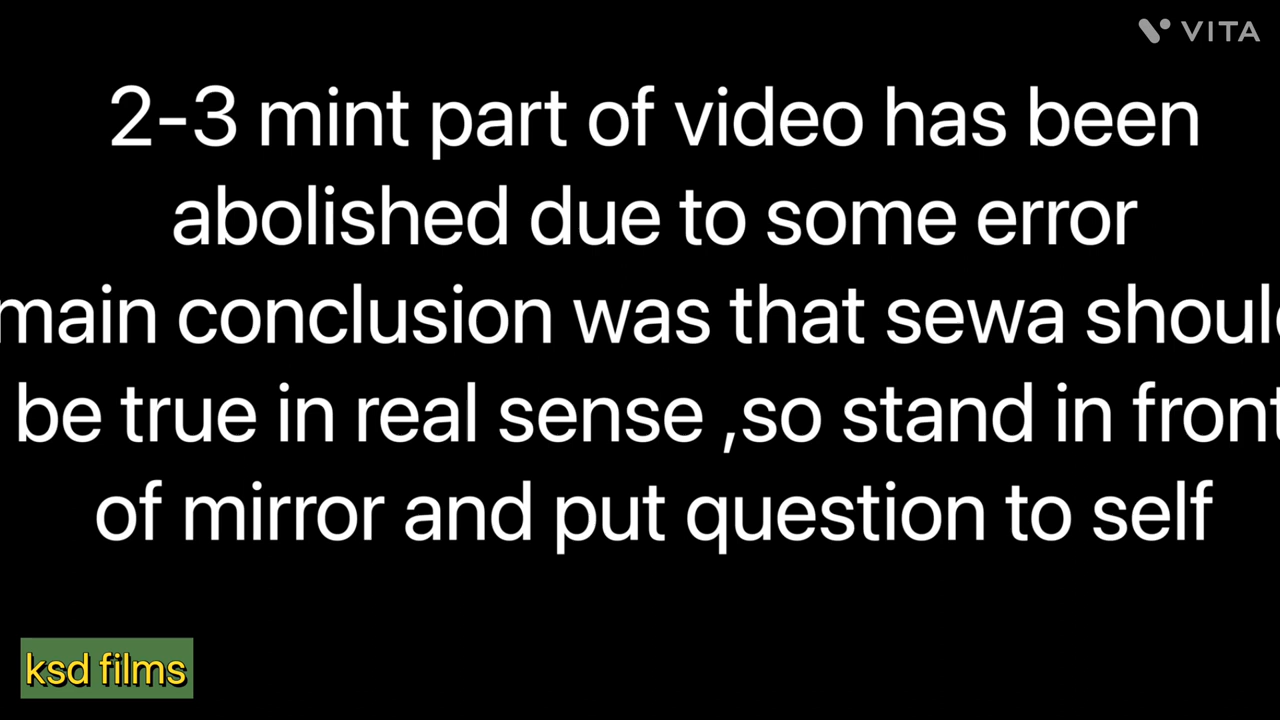 VITA
2-3 mint part of video has been
abolished due to some error
main conclusion was that sewa should
be true in real sense ,so stand in front
of mirror and put question to self
ksd films